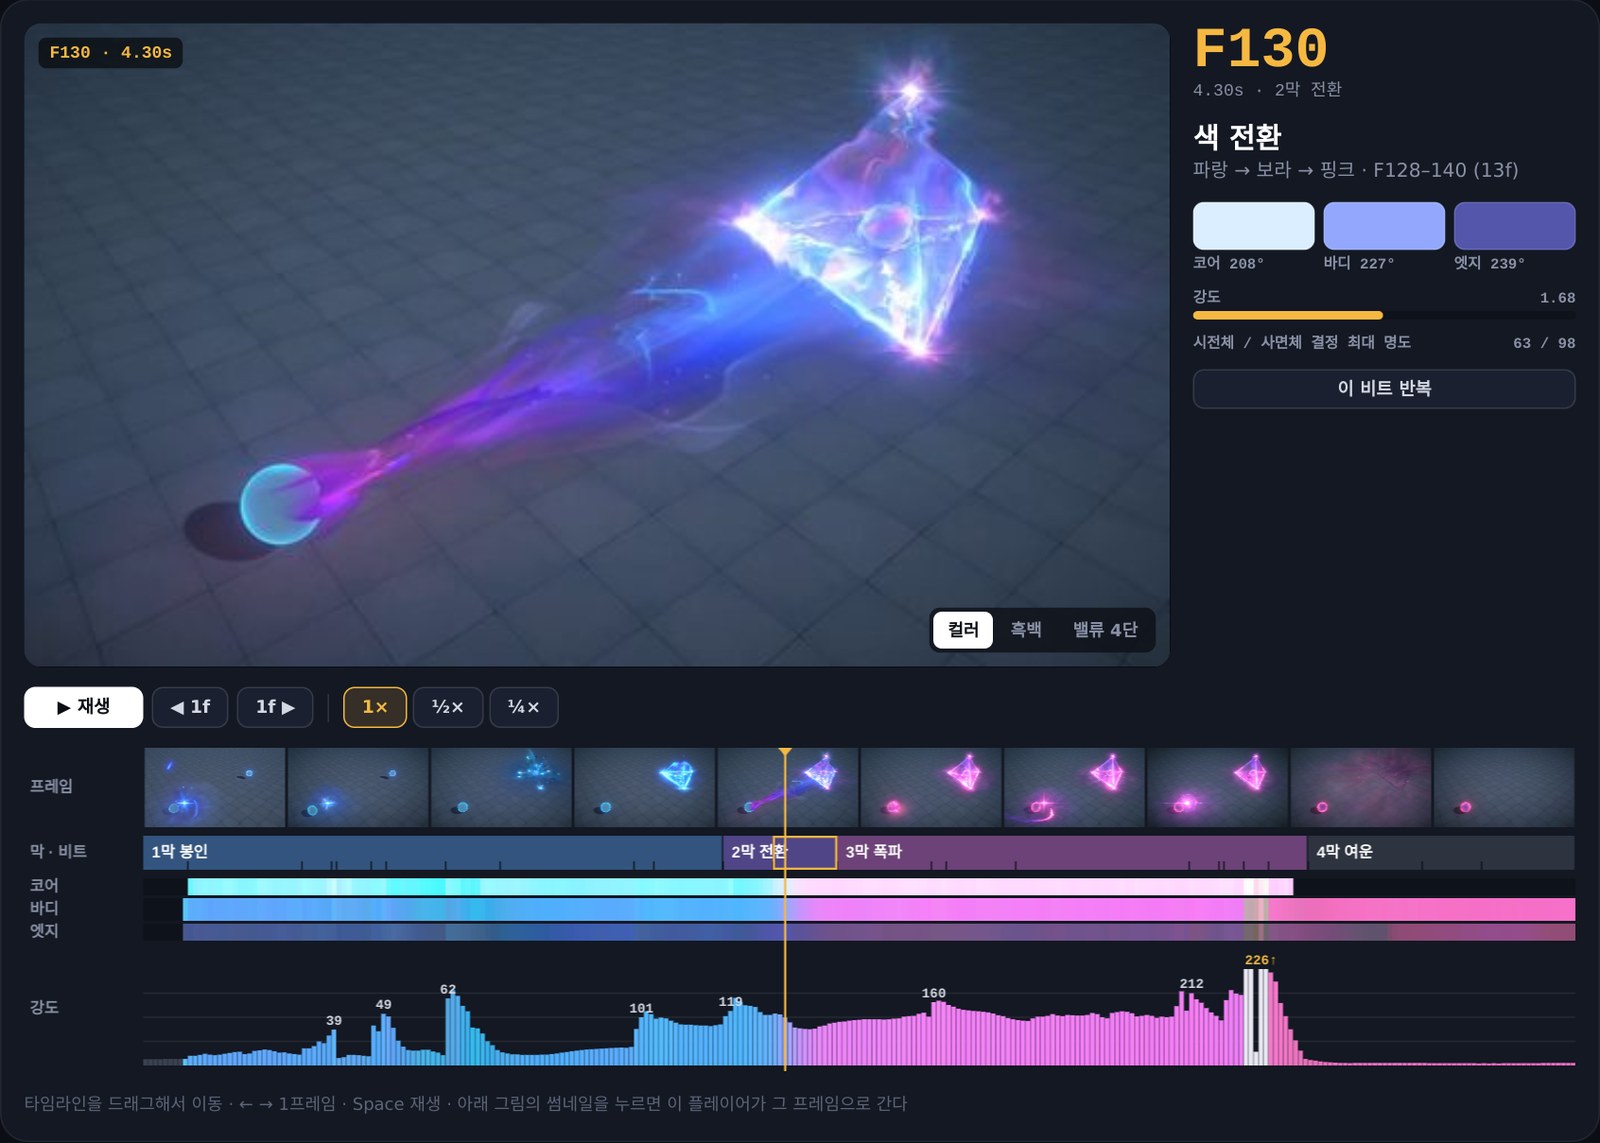 F130 · 4.30s
F130
4.30s · 2막 전환
색 전환
파랑 → 보라 → 핑크 · F128–140 (13f)
코어 208° 바디 227° 엣지 239°
강도 1.68
시전체 / 사면체 결정 최대 명도 63 / 98
이 비트 반복
컬러 흑백 밸류 4단
▶ 재생 ◀ 1f 1f ▶ 1× ½× ¼×
프레임
막 · 비트 1막 봉인 2막 전환 3막 폭파 4막 여운
코어
바디
엣지
강도
39 49 62 101 119 160 212 226↑
타임라인을 드래그해서 이동 · ← → 1프레임 · Space 재생 · 아래 그림의 썸네일을 누르면 이 플레이어가 그 프레임으로 간다